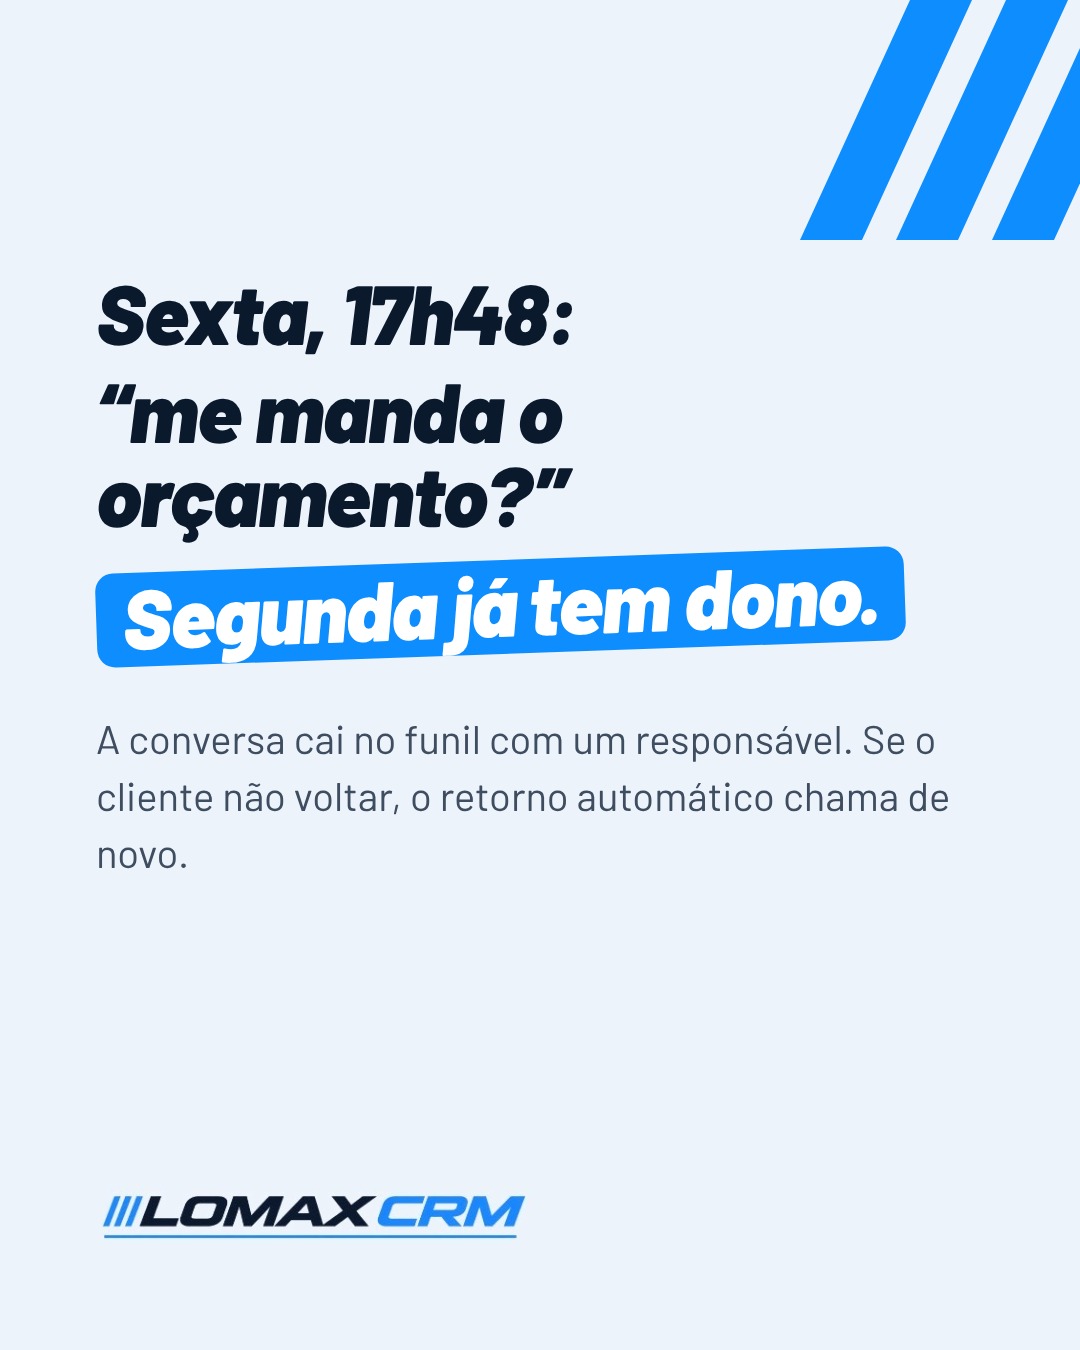 Sexta, 17h48:
“me manda o
orçamento?”
Segunda já tem dono.
A conversa cai no funil com um responsável. Se o
cliente não voltar, o retorno automático chama de
novo.
LOMAX CRM